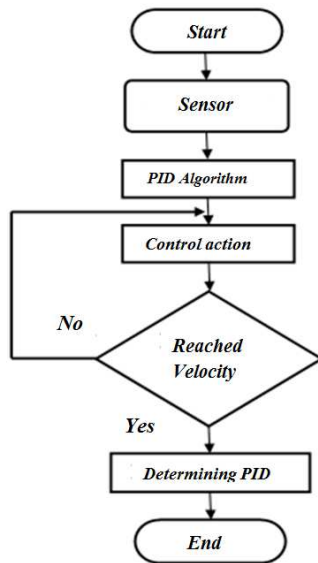 Start
Sensor
PID Algorithm
Control action
No
Reached
Velocity
Yes
Determining PID
End